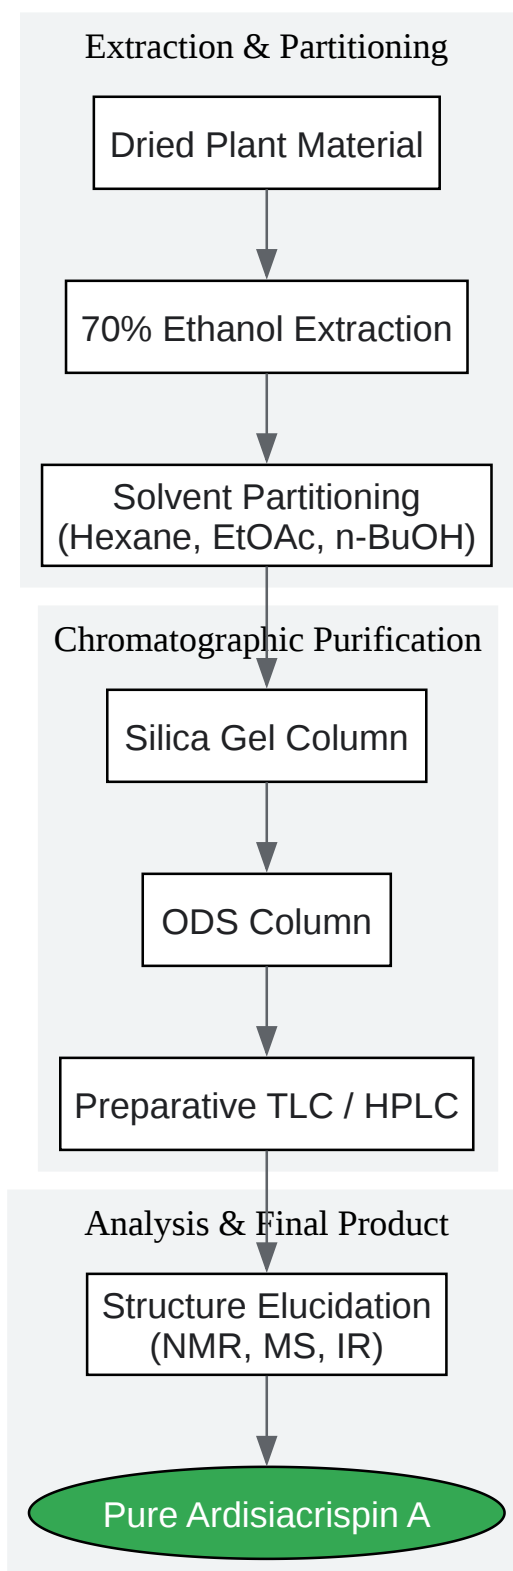 Extraction & Partitioning
Dried Plant Material
70% Ethanol Extraction
Solvent Partitioning
(Hexane, EtOAc, n-BuOH)
Chromatographic Purification
Silica Gel Column
ODS Column
Preparative TLC / HPLC
Analysis & Final Product
Structure Elucidation
(NMR, MS, IR)
Pure Ardisiacrispin A